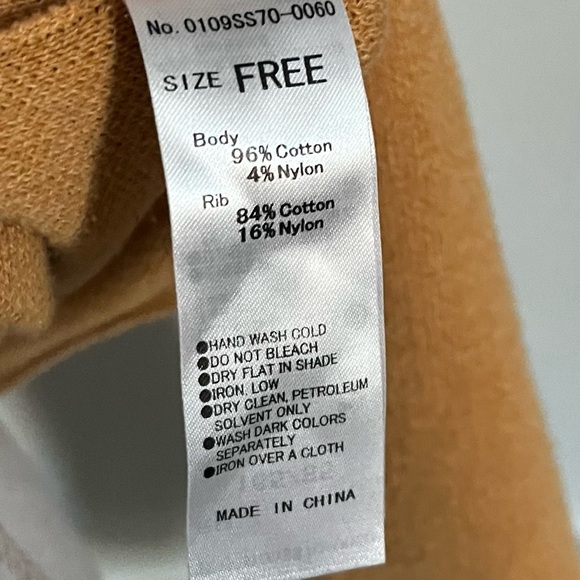 No. 0109SS70-0060
SIZE FREE
Body
96% Cotton
4% Nylon
Rib
84% Cotton
16% Nylon
●HAND WASH COLD
●DO NOT BLEACH
●DRY FLAT IN SHADE
●IRON, LOW
●DRY CLEAN, PETROLEUM
SOLVENT ONLY
●WASH DARK COLORS
SEPARATELY
●IRON OVER A CLOTH
MADE IN CHINA